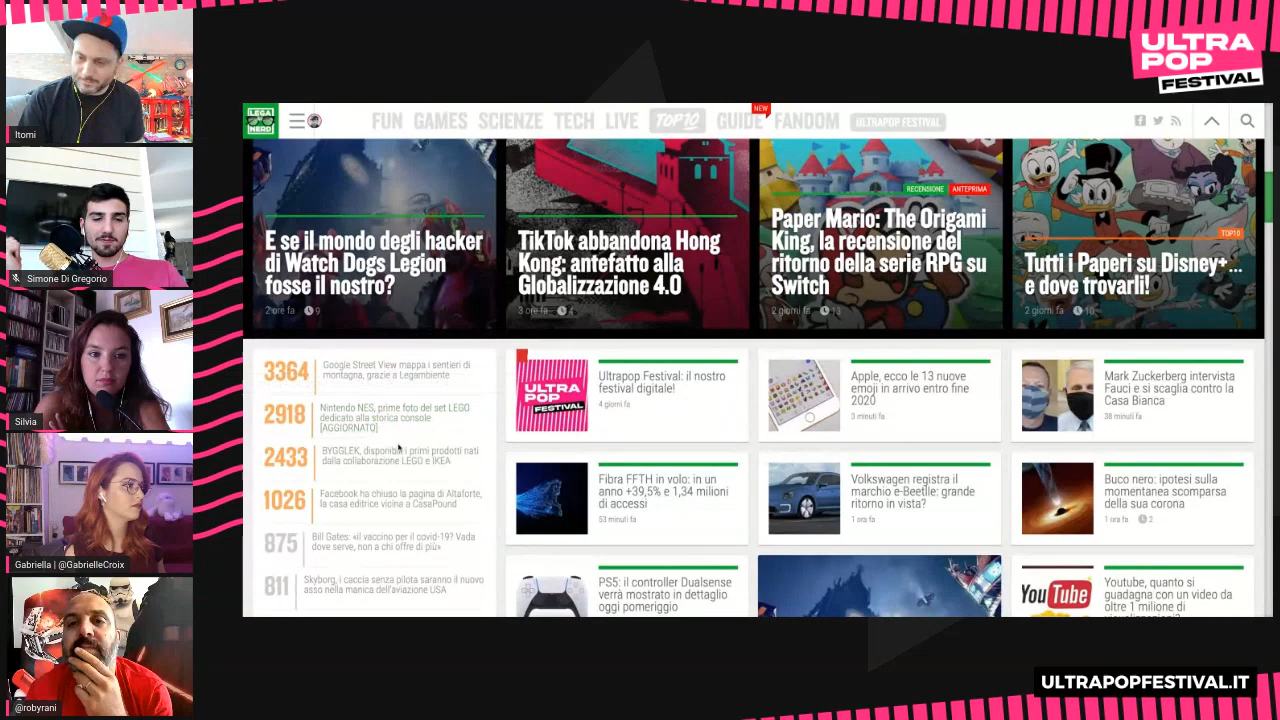 Itomi
Simone Di Gregorio
Silvia
Gabriella | @GabrielleCroix
@robyrani
ULTRA
POP
FESTIVAL
LEGA
NERD
FUN GAMES SCIENZE TECH LIVE TOP10 GUIDE FANDOM ULTRAPOP FESTIVAL
NEW
E se il mondo degli hacker
di Watch Dogs Legion
fosse il nostro?
2 ore fa 9
TikTok abbandona Hong
Kong: antefatto alla
Globalizzazione 4.0
3 ore fa 4
RECENSIONE ANTEPRIMA
Paper Mario: The Origami
King, la recensione del
ritorno della serie RPG su
Switch
2 giorni fa 13
TOP10
Tutti i Paperi su Disney+...
e dove trovarli!
2 giorni fa 10
3364 Google Street View mappa i sentieri di
montagna, grazie a Legambiente
2918 Nintendo NES, prime foto del set LEGO
dedicato alla storica console
[AGGIORNATO]
2433 BYGGLEK, disponibili i primi prodotti nati
dalla collaborazione LEGO e IKEA
1026 Facebook ha chiuso la pagina di Altaforte,
la casa editrice vicina a CasaPound
875 Bill Gates: «il vaccino per il covid-19? Vada
dove serve, non a chi offre di più»
811 Skyborg, i caccia senza pilota saranno il nuovo
asso nella manica dell'aviazione USA
ULTRA
POP
FESTIVAL
Ultrapop Festival: il nostro
festival digitale!
4 giorni fa
Apple, ecco le 13 nuove
emoji in arrivo entro fine
2020
3 minuti fa
Mark Zuckerberg intervista
Fauci e si scaglia contro la
Casa Bianca
38 minuti fa
Fibra FFTH in volo: in un
anno +39,5% e 1,34 milioni
di accessi
53 minuti fa
Volkswagen registra il
marchio e-Beetlle: grande
ritorno in vista?
1 ora fa
Buco nero: ipotesi sulla
momentanea scomparsa
della sua corona
1 ora fa 2
PS5: il controller Dualsense
verrà mostrato in dettaglio
oggi pomeriggio
YouTube
Youtube, quanto si
guadagna con un video da
oltre 1 milione di
visualizzazioni?
ULTRAPOPFESTIVAL.IT